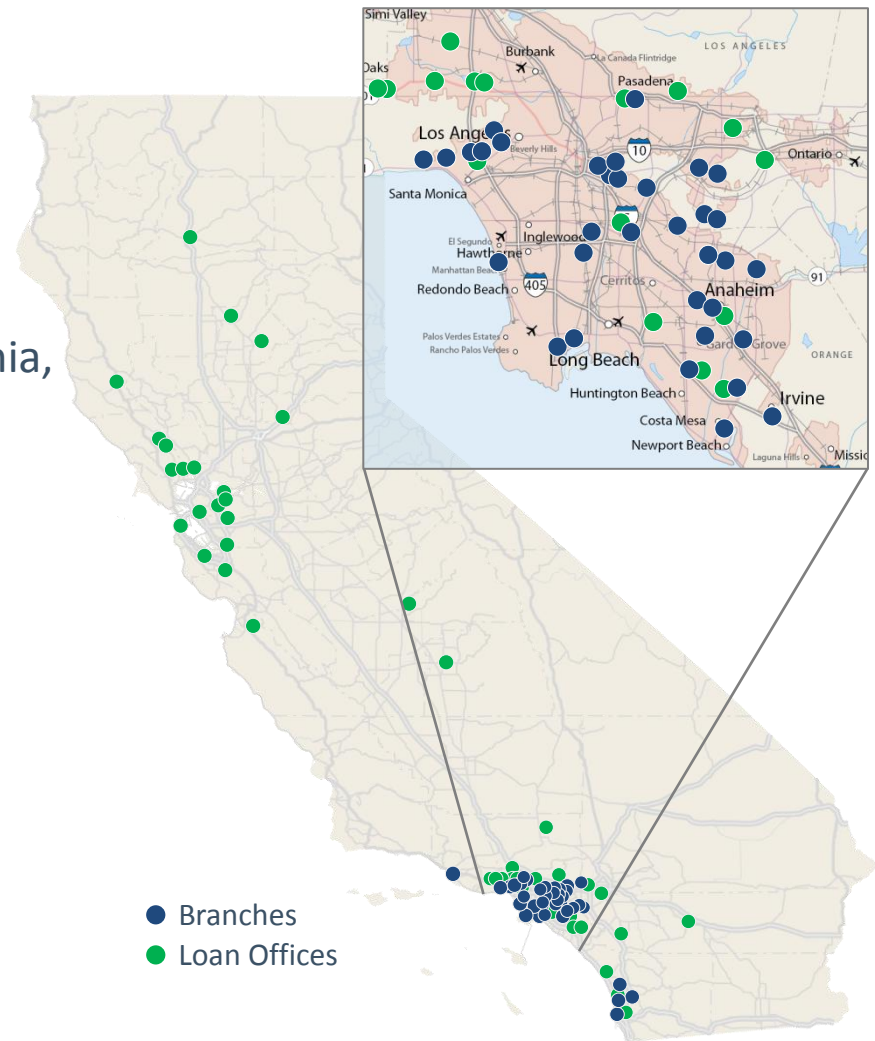 Simi Valley
Burbank
La Canada Flintridge
LOS ANGELES
Oaks
Pasadena
Los Angeles
Beverly Hills
10
Ontario
Santa Monica
El Segundo
Inglewood
Hawthorne
Manhattan Beach
Cerritos
91
Redondo Beach
405
Anaheim
nia,
Palos Verdes Estates
Rancho Palos Verdes
Long Beach
Garden Grove
ORANGE
Huntington Beach
Irvine
Costa Mesa
Newport Beach
Laguna Hills
Missio
Branches
Loan Offices